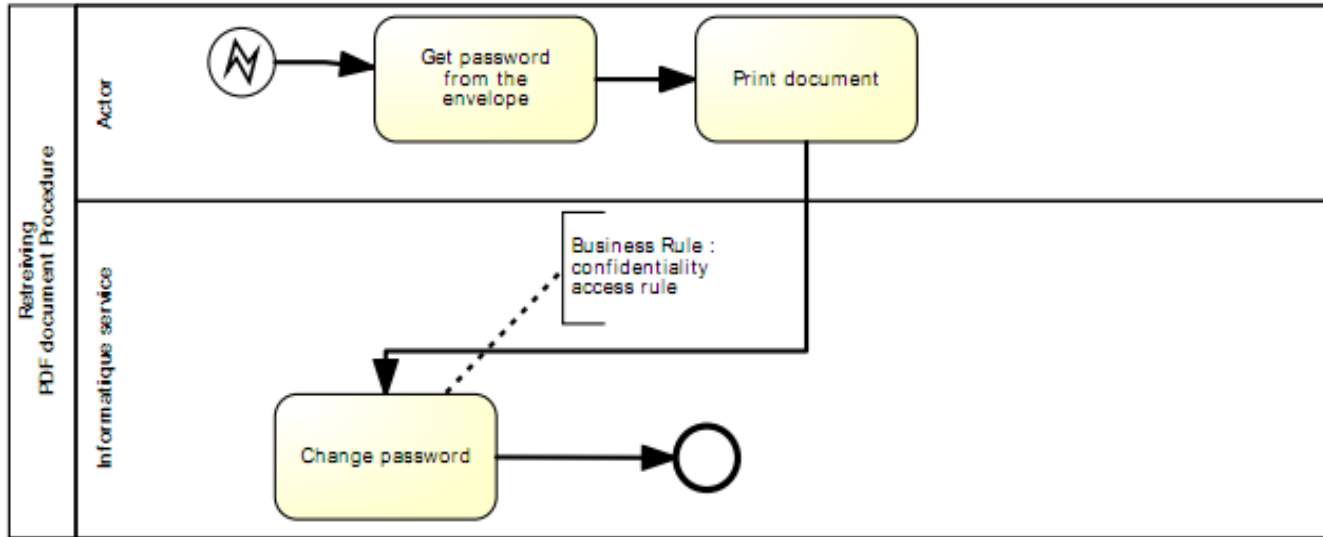 Retreiving
PDF document Procedure
Actor
Get password
from the
envelope
Print document
Informatique service
Business Rule :
confidentiality
access rule
Change password